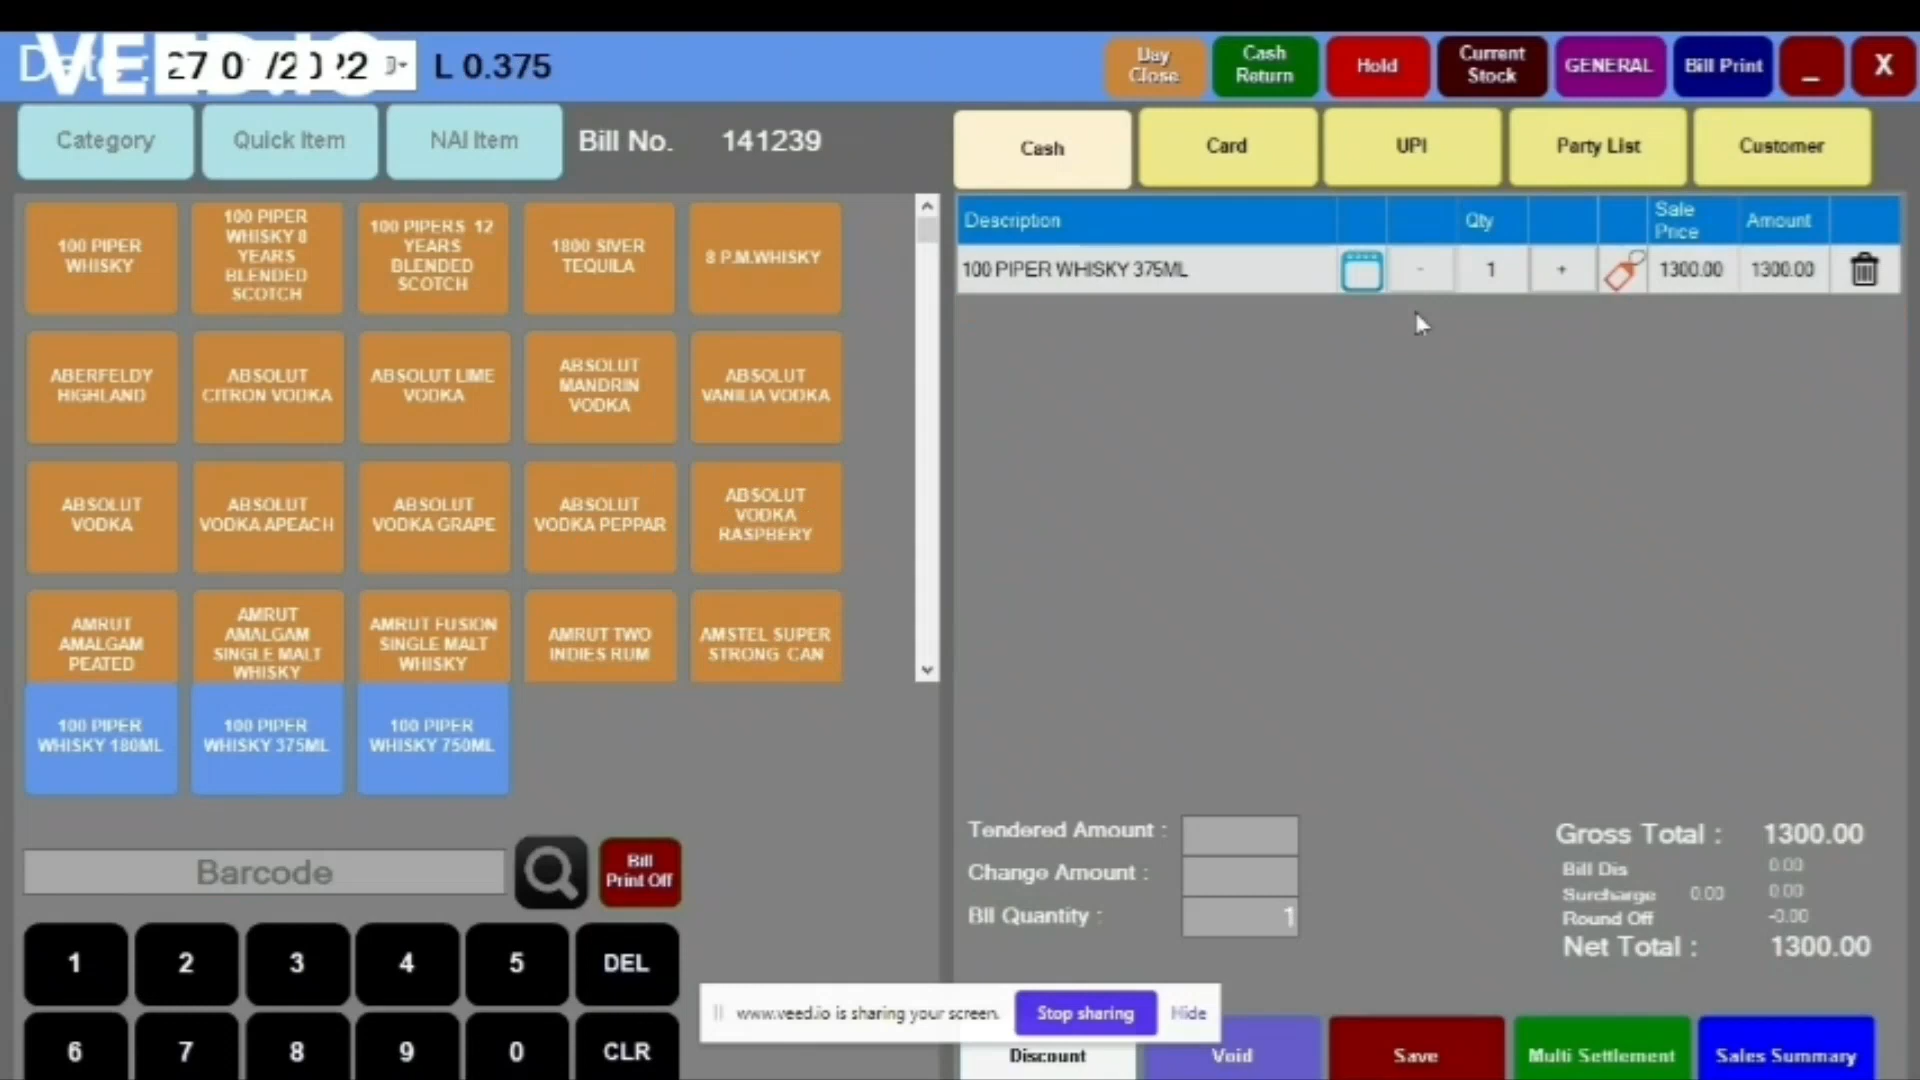 VEED.IO
L 0.375
Day
Close
Cash
Return
Hold
Current
Stock
GENERAL
Bill Print
_
X
Category
Quick Item
NAI Item
Bill No.
141239
Cash
Card
UPI
Party List
Customer
100 PIPER
WHISKY
100 PIPER
WHISKY 8
YEARS
BLENDED
SCOTCH
100 PIPERS 12
YEARS
BLENDED
SCOTCH
1800 SIVER
TEQUILA
8 P.M.WHISKY
Description
Qty
Sale
Price
Amount
100 PIPER WHISKY 375ML
-
1
+
1300.00
1300.00
ABERFELDY
HIGHLAND
ABSOLUT
CITRON VODKA
ABSOLUT LIME
VODKA
ABSOLUT
MANDRIN
VODKA
ABSOLUT
VANILIA VODKA
ABSOLUT
VODKA
ABSOLUT
VODKA APEACH
ABSOLUT
VODKA GRAPE
ABSOLUT
VODKA PEPPAR
ABSOLUT
VODKA
RASPBERY
AMRUT
AMALGAM
PEATED
AMRUT
AMALGAM
SINGLE MALT
WHISKY
AMRUT FUSION
SINGLE MALT
WHISKY
AMRUT TWO
INDIES RUM
AMSTEL SUPER
STRONG CAN
100 PIPER
WHISKY 180ML
100 PIPER
WHISKY 375ML
100 PIPER
WHISKY 750ML
Barcode
Bill
Print Off
Tendered Amount :
Change Amount :
Bll Quantity :
1
Gross Total : 1300.00
Bill Dis 0.00
Surcharge 0.00 0.00
Round Off -0.00
Net Total : 1300.00
1
2
3
4
5
DEL
6
7
8
9
0
CLR
www.veed.io is sharing your screen.
Stop sharing
Hide
Discount
Void
Save
Multi Settlement
Sales Summary